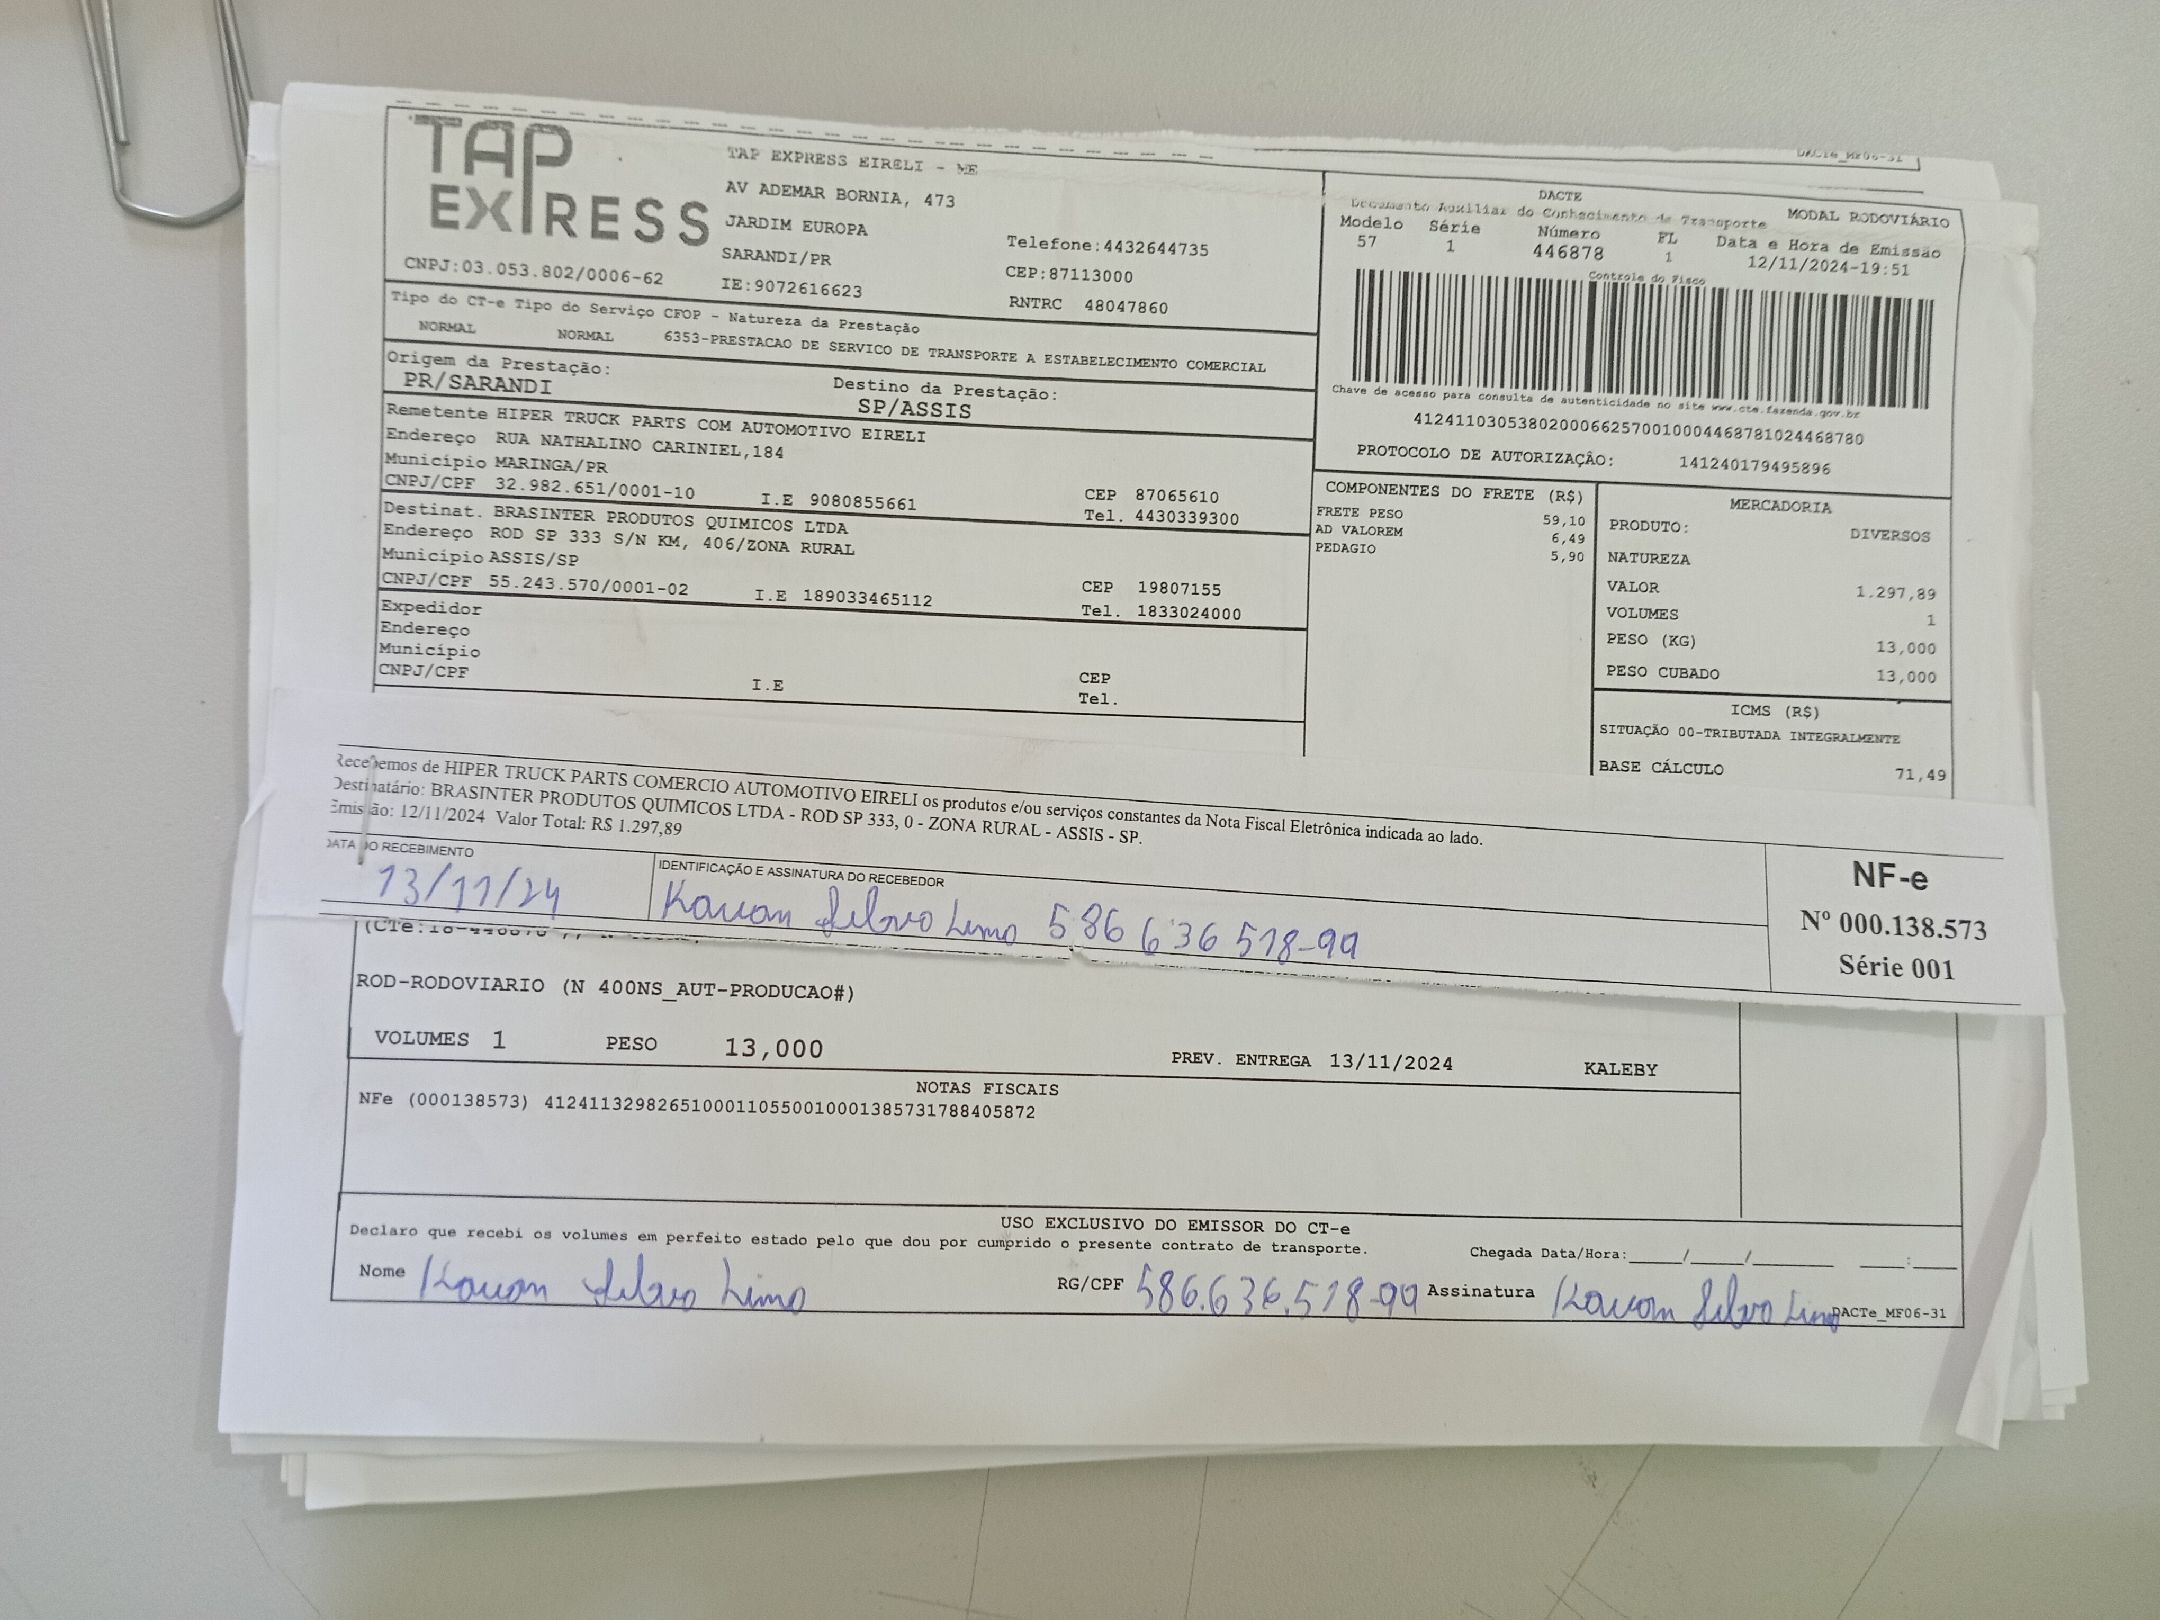 DACTe_MF06-31
TAP
EXPRESS
CNPJ:03.053.802/0006-62
TAP EXPRESS EIRELI - ME
AV ADEMAR BORNIA, 473
JARDIM EUROPA
SARANDI/PR
IE:9072616623
Telefone:4432644735
CEP:87113000
RNTRC 48047860
DACTE
Documento Auxiliar do Conhecimento de Transporte
MODAL RODOVIÁRIO
Modelo Série Número FL Data e Hora de Emissão
57 1 446878 1 12/11/2024-19:51
Controle do Fisco
Chave de acesso para consulta de autenticidade no site www.cte.fazenda.gov.br
41241103053802000662570010004468781024468780
PROTOCOLO DE AUTORIZAÇÂO: 141240179495896
Tipo do CT-e Tipo do Serviço CFOP - Natureza da Prestação
NORMAL NORMAL 6353-PRESTACAO DE SERVICO DE TRANSPORTE A ESTABELECIMENTO COMERCIAL
Origem da Prestação: Destino da Prestação:
PR/SARANDI SP/ASSIS
Remetente HIPER TRUCK PARTS COM AUTOMOTIVO EIRELI
Endereço RUA NATHALINO CARINIEL,184
Município MARINGA/PR CEP 87065610
CNPJ/CPF 32.982.651/0001-10 I.E 9080855661 Tel. 4430339300
Destinat. BRASINTER PRODUTOS QUIMICOS LTDA
Endereço ROD SP 333 S/N KM, 406/ZONA RURAL
Município ASSIS/SP CEP 19807155
CNPJ/CPF 55.243.570/0001-02 I.E 189033465112 Tel. 1833024000
Expedidor
Endereço
Município CEP
CNPJ/CPF I.E Tel.
COMPONENTES DO FRETE (R$)
FRETE PESO 59,10
AD VALOREM 6,49
PEDAGIO 5,90
MERCADORIA
PRODUTO: DIVERSOS
NATUREZA
VALOR 1.297,89
VOLUMES 1
PESO (KG) 13,000
PESO CUBADO 13,000
ICMS (R$)
SITUAÇÃO 00-TRIBUTADA INTEGRALMENTE
BASE CÁLCULO 71,49
Recebemos de HIPER TRUCK PARTS COMERCIO AUTOMOTIVO EIRELI os produtos e/ou serviços constantes da Nota Fiscal Eletrônica indicada ao lado.
Destinatário: BRASINTER PRODUTOS QUIMICOS LTDA - ROD SP 333, 0 - ZONA RURAL - ASSIS - SP.
Emissão: 12/11/2024 Valor Total: R$ 1.297,89
DATA DO RECEBIMENTO IDENTIFICAÇÃO E ASSINATURA DO RECEBEDOR
13/11/24 Kauan Silva Lima 586 636 518-99
NF-e
Nº 000.138.573
Série 001
ROD-RODOVIARIO (N 400NS_AUT-PRODUCAO#)
VOLUMES 1 PESO 13,000 PREV. ENTREGA 13/11/2024 KALEBY
NOTAS FISCAIS
NFe (000138573) 41241132982651000110550010001385731788405872
USO EXCLUSIVO DO EMISSOR DO CT-e
Declaro que recebi os volumes em perfeito estado pelo que dou por cumprido o presente contrato de transporte. Chegada Data/Hora:____/____/______ ____:____
Nome Kauan Silva Lima RG/CPF 586.636.518-99 Assinatura Kauan Silva Lima
DACTe_MF06-31